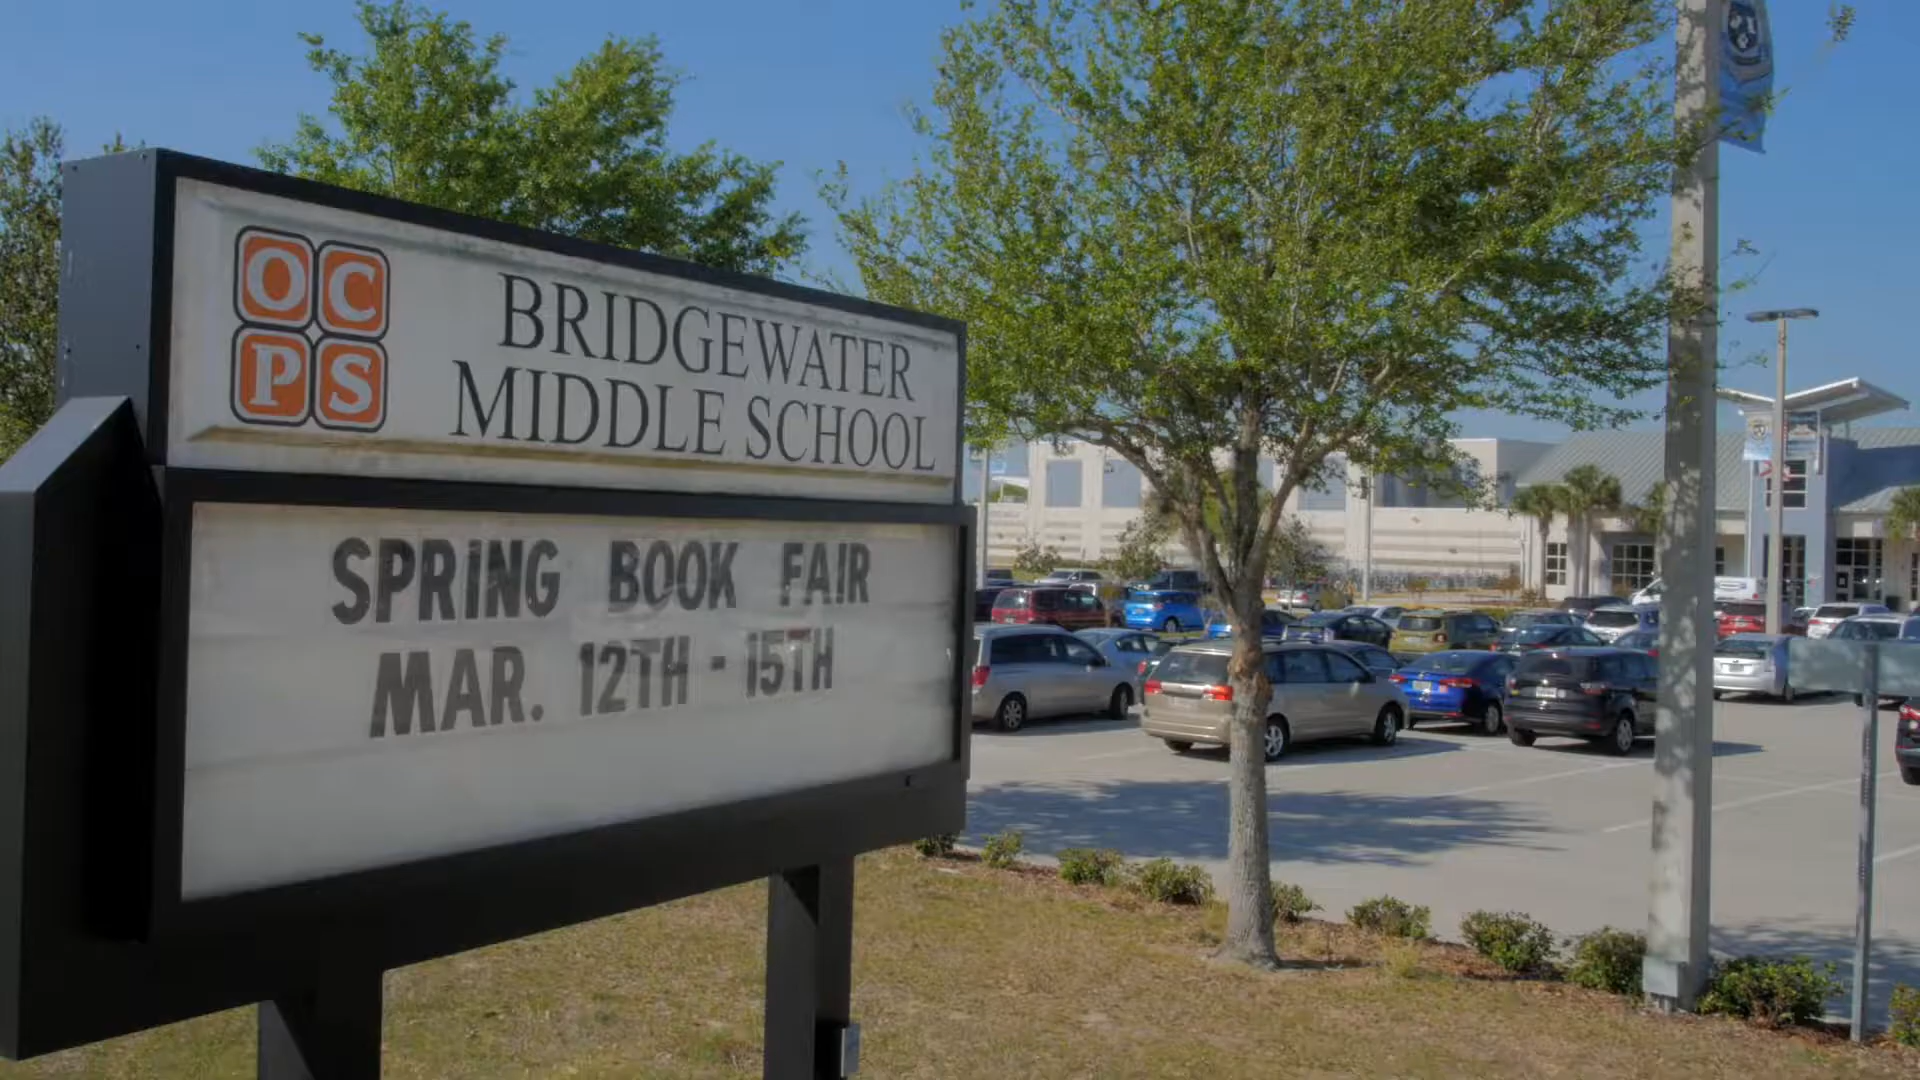 OC
PS
BRIDGEWATER
MIDDLE SCHOOL
SPRING BOOK FAIR
MAR. 12TH - 15TH